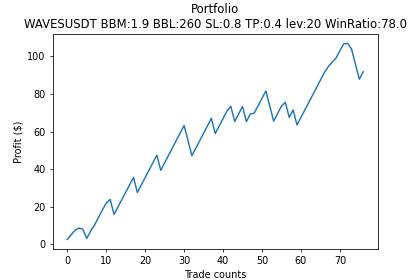 Portfolio
WAVESUSDT BBM:1.9 BBL:260 SL:0.8 TP:0.4 lev:20 WinRatio:78.0
Profit ($)
100
80
60
40
20
0
0 10 20 30 40 50 60 70
Trade counts